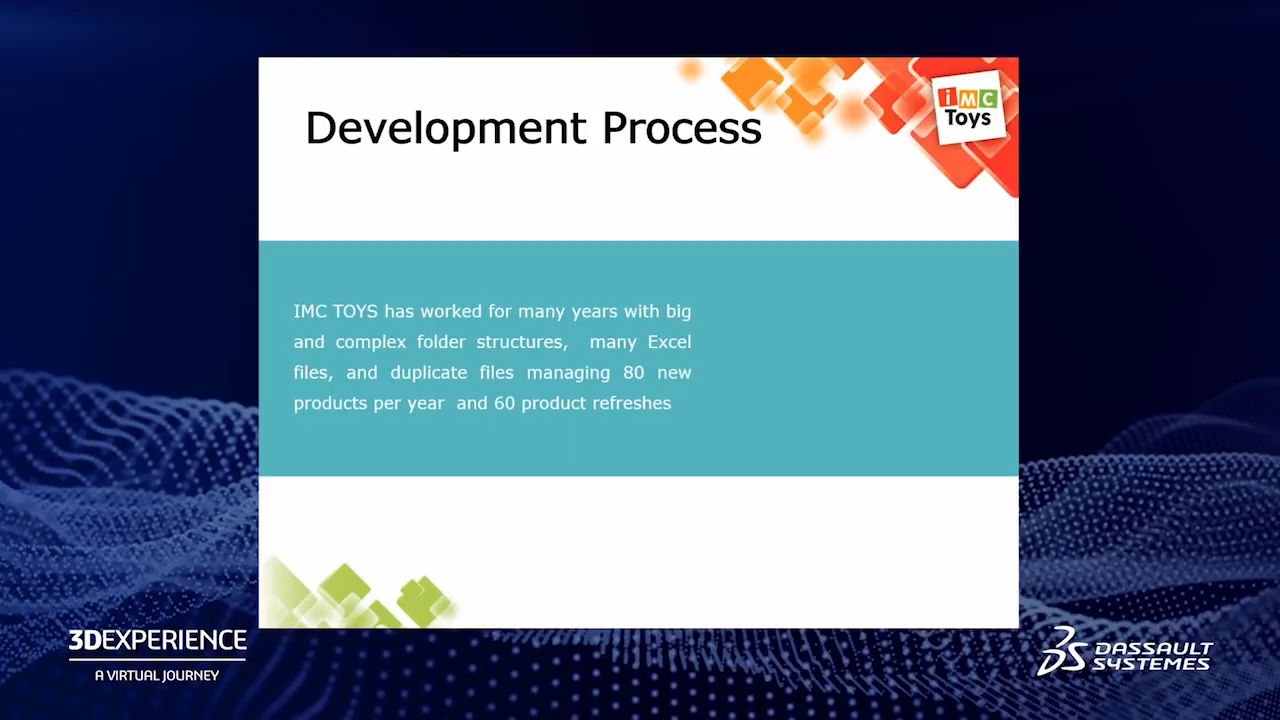 Development Process
iMC
Toys
IMC TOYS has worked for many years with big
and complex folder structures, many Excel
files, and duplicate files managing 80 new
products per year and 60 product refreshes
3DEXPERIENCE
A VIRTUAL JOURNEY
DASSAULT
SYSTEMES